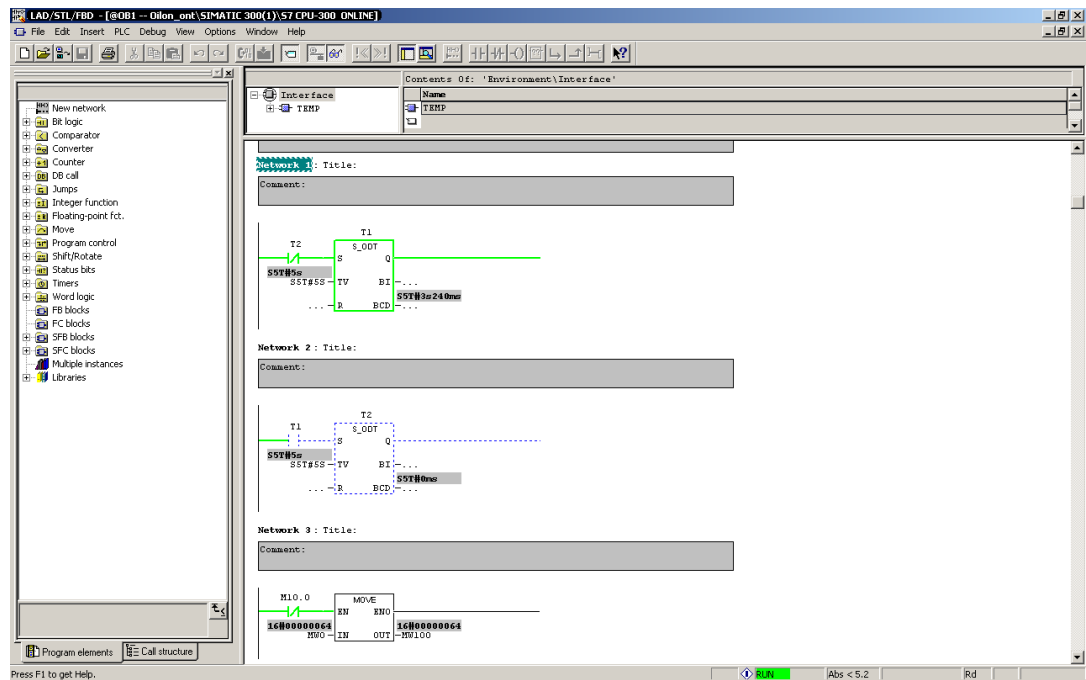 LAD/STL/FBD - [@OB1 -- Oilon_ont\SIMATIC 300(1)\S7 CPU-300 ONLINE]
File Edit Insert PLC Debug View Options Window Help
New network
Bit logic
Comparator
Converter
Counter
DB call
Jumps
Integer function
Floating-point fct.
Move
Program control
Shift/Rotate
Status bits
Timers
Word logic
FB blocks
FC blocks
SFB blocks
SFC blocks
Multiple instances
Libraries
Program elements Call structure
Contents Of: 'Environment\Interface'
Interface
TEMP
Name
TEMP
Network 1: Title:
Comment:
T1
T2 S_ODT
S Q
S5T#5s
S5T#5S TV BI ...
S5T#3s240ms
... R BCD ...
Network 2: Title:
Comment:
T2
T1 S_ODT
S Q
S5T#5s
S5T#5S TV BI ...
S5T#0ms
... R BCD ...
Network 3: Title:
Comment:
M10.0 MOVE
EN ENO
16#00000064 16#00000064
MW0 IN OUT MW100
Press F1 to get Help. RUN Abs < 5.2 Rd